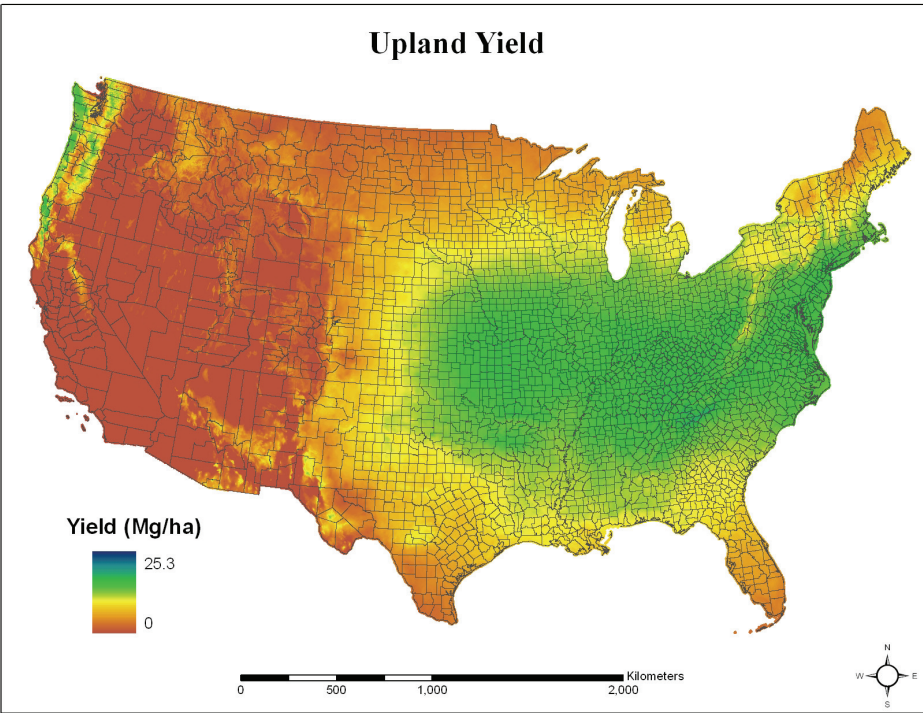 Upland Yield
Yield (Mg/ha)
25.3
0
Kilometers
0 500 1,000 2,000
N
W E
S